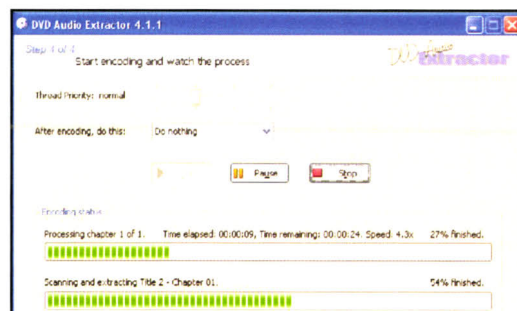 DVD Audio Extractor 4.1.1
Step 4 of 4
Start encoding and watch the process
Extractor
Thread Priority: normal
After encoding, do this: Do nothing
Pause Stop
Encoding status
Processing chapter 1 of 1. Time elapsed: 00:00:09, Time remaining: 00:00:24. Speed: 4.3x 27% finished.
Scanning and extracting Title 2 - Chapter 01. 54% finished.